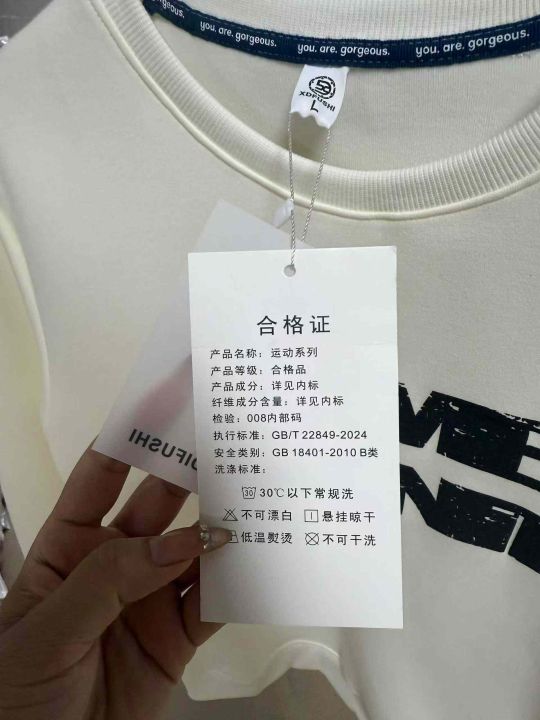 you. are. gorgeous.
you. are. gorgeous.
you. are. gorgeous.
XDFUSHI
L
合格证
产品名称：运动系列
产品等级：合格品
产品成分：详见内标
纤维成分含量：详见内标
检验：008内部码
执行标准：GB/T 22849-2024
安全类别：GB 18401-2010 B类
洗涤标准：
30 30℃以下常规洗
不可漂白 悬挂晾干
低温熨烫 不可干洗